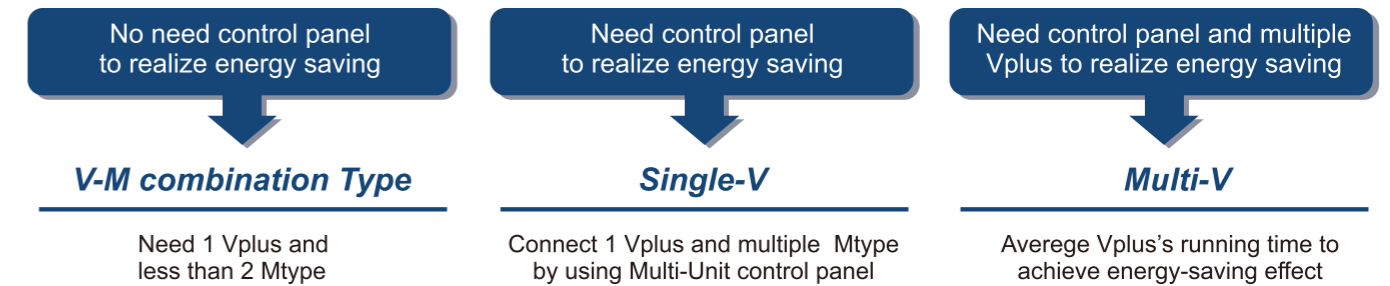 No need control panel
to realize energy saving
V-M combination Type
Need 1 Vplus and
less than 2 Mtype
Need control panel
to realize energy saving
Single-V
Connect 1 Vplus and multiple Mtype
by using Multi-Unit control panel
Need control panel and multiple
Vplus to realize energy saving
Multi-V
Averege Vplus's running time to
achieve energy-saving effect